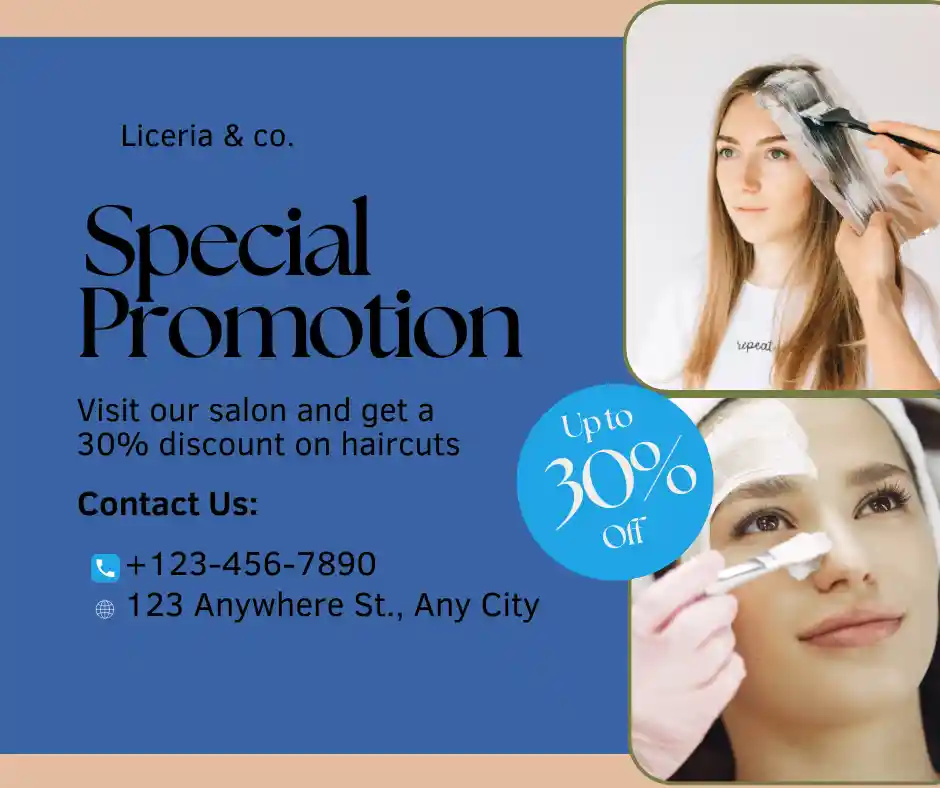 Liceria & co.
Special
Promotion
Visit our salon and get a
30% discount on haircuts
Contact Us:
+123-456-7890
123 Anywhere St., Any City
Up to
30%
Off
repeat